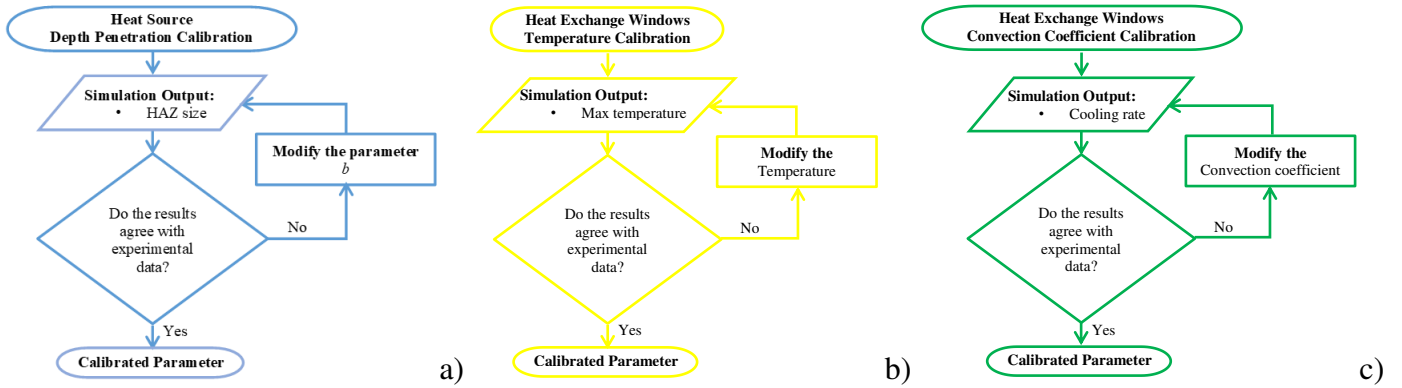 Heat Source
Depth Penetration Calibration
Simulation Output:
• HAZ size
Modify the parameter
b
Do the results
agree with
experimental
data?
No
Yes
Calibrated Parameter
a)
Heat Exchange Windows
Temperature Calibration
Simulation Output:
• Max temperature
Modify the
Temperature
Do the results
agree with
experimental
data?
No
Yes
Calibrated Parameter
b)
Heat Exchange Windows
Convection Coefficient Calibration
Simulation Output:
• Cooling rate
Modify the
Convection coefficient
Do the results
agree with
experimental
data?
No
Yes
Calibrated Parameter
c)